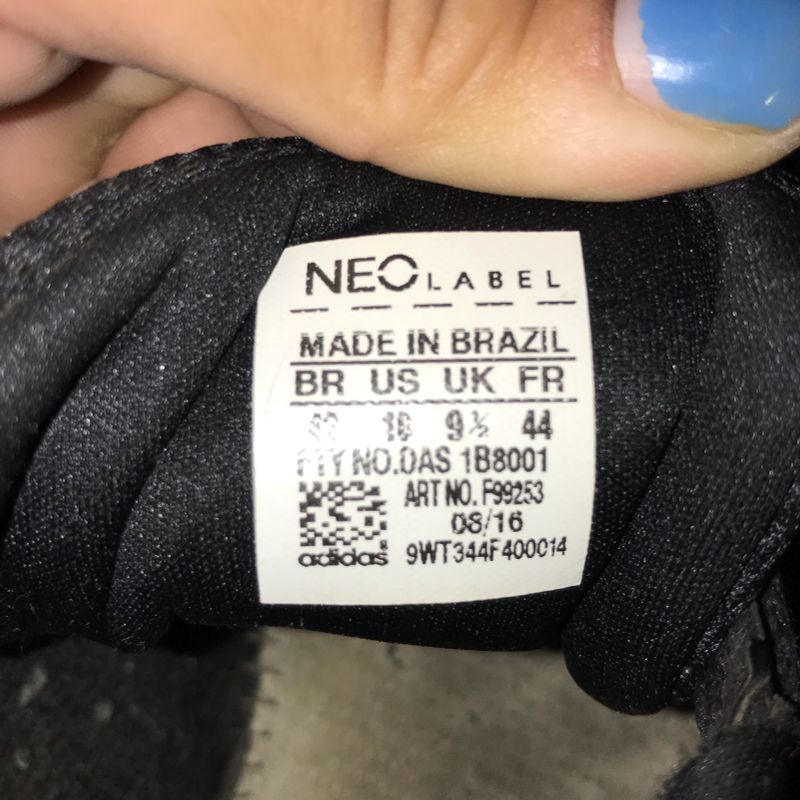 NEO LABEL
MADE IN BRAZIL
BR US UK FR
9½ 44
FTY NO.DAS 1B8001
ART NO. F99253
08/16
adidas 9WT344F400014